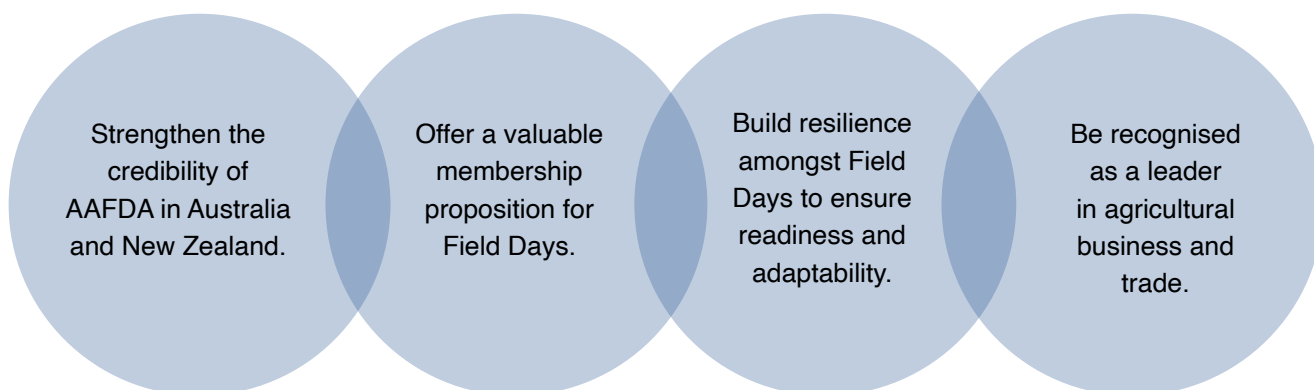 Strengthen the
credibility of
AAFDA in Australia
and New Zealand.
Offer a valuable
membership
proposition for
Field Days.
Build resilience
amongst Field
Days to ensure
readiness and
adaptability.
Be recognised
as a leader
in agricultural
business and
trade.